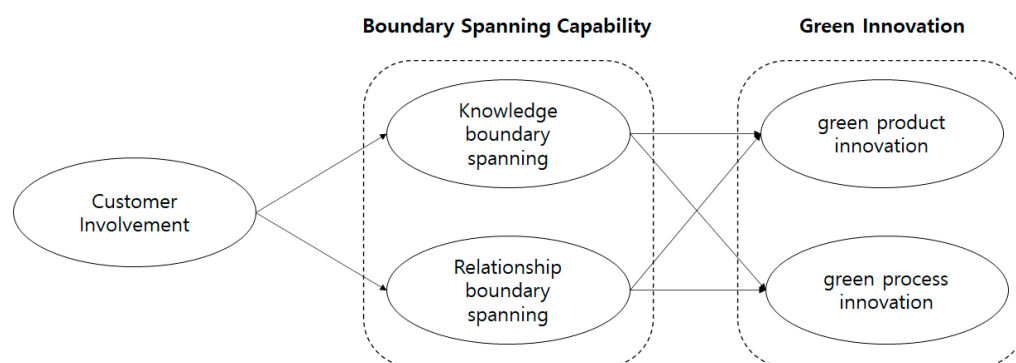 Boundary Spanning Capability
Green Innovation
Knowledge
boundary
spanning
green product
innovation
Customer
Involvement
Relationship
boundary
spanning
green process
innovation